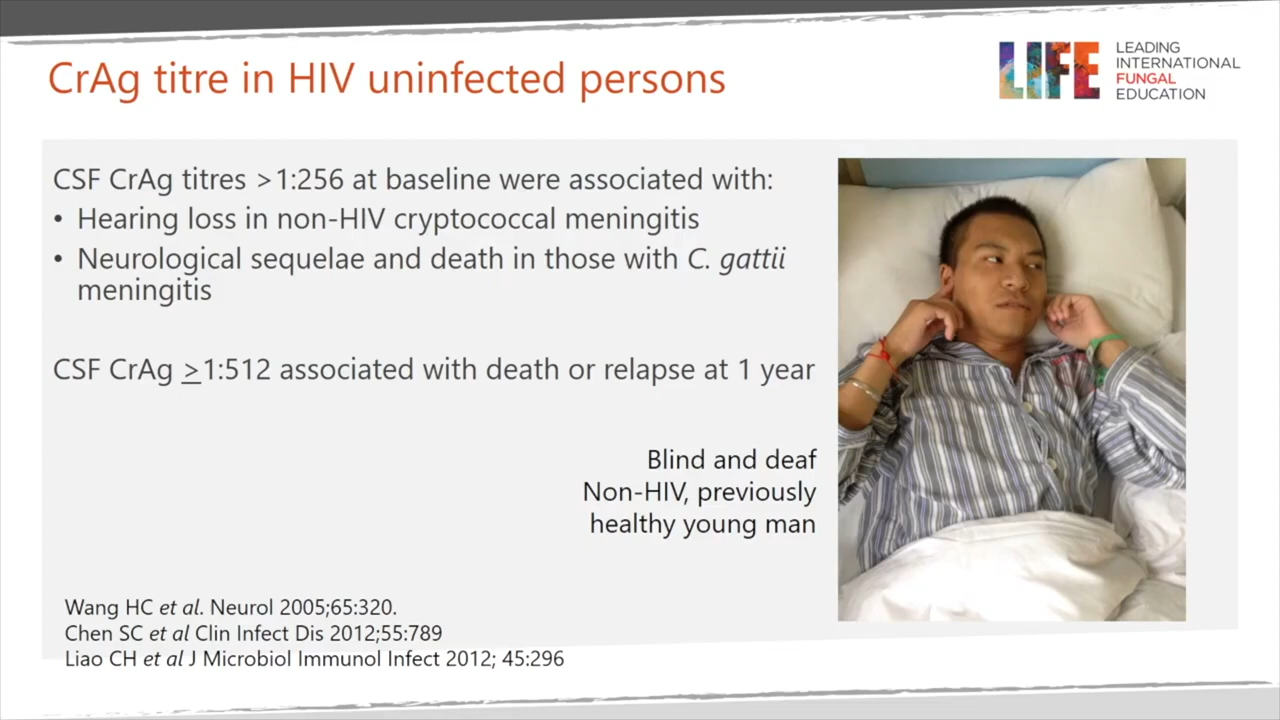 CrAg titre in HIV uninfected persons
LIFE
LEADING
INTERNATIONAL
FUNGAL
EDUCATION
CSF CrAg titres >1:256 at baseline were associated with:
• Hearing loss in non-HIV cryptococcal meningitis
• Neurological sequelae and death in those with C. gattii
meningitis
CSF CrAg ≥1:512 associated with death or relapse at 1 year
Blind and deaf
Non-HIV, previously
healthy young man
Wang HC et al. Neurol 2005;65:320.
Chen SC et al Clin Infect Dis 2012;55:789
Liao CH et al J Microbiol Immunol Infect 2012; 45:296